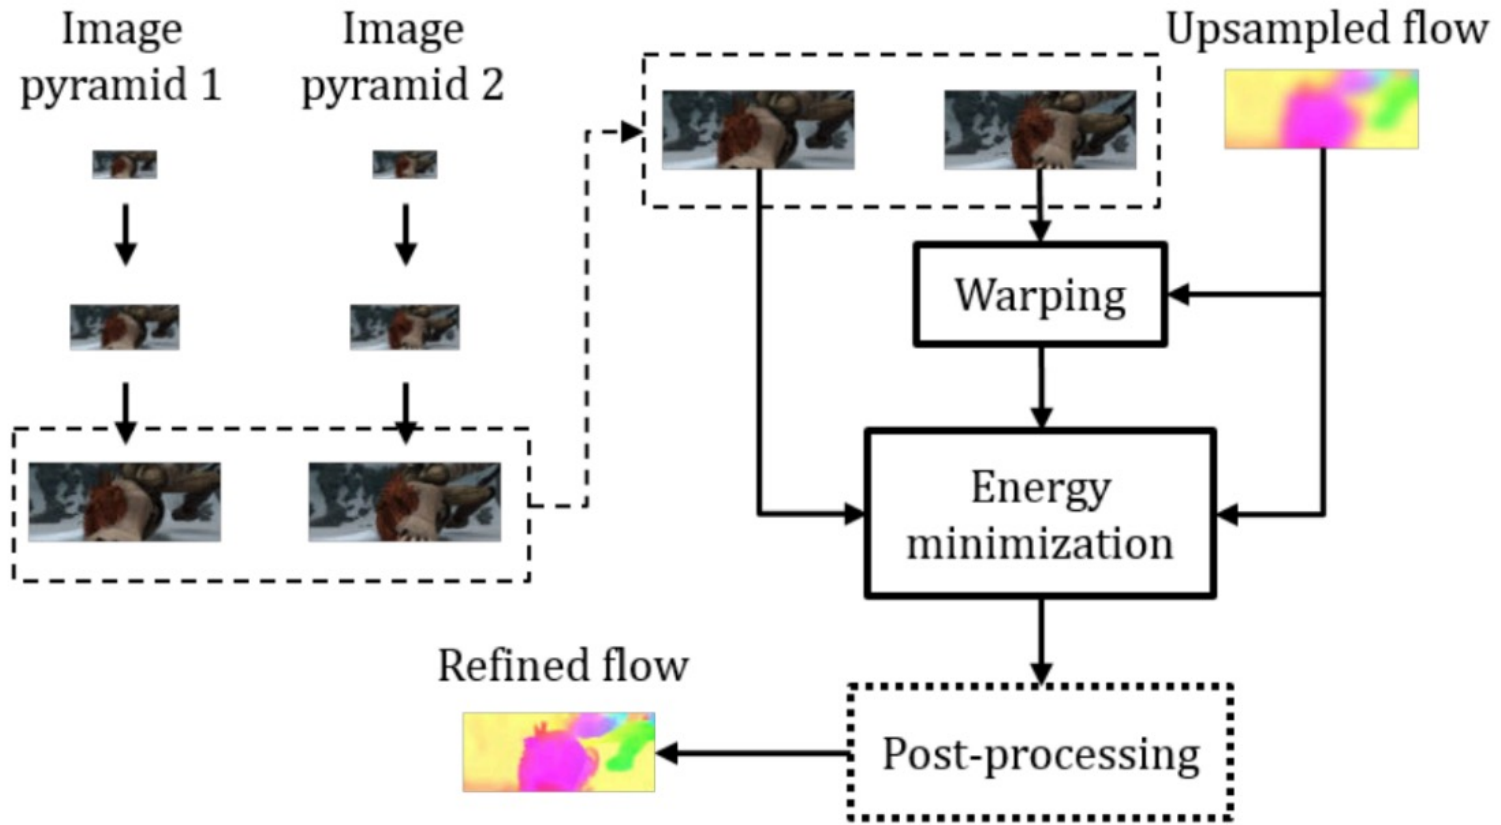 Image
pyramid 1
Image
pyramid 2
Upsampled flow
Warping
Energy
minimization
Refined flow
Post-processing